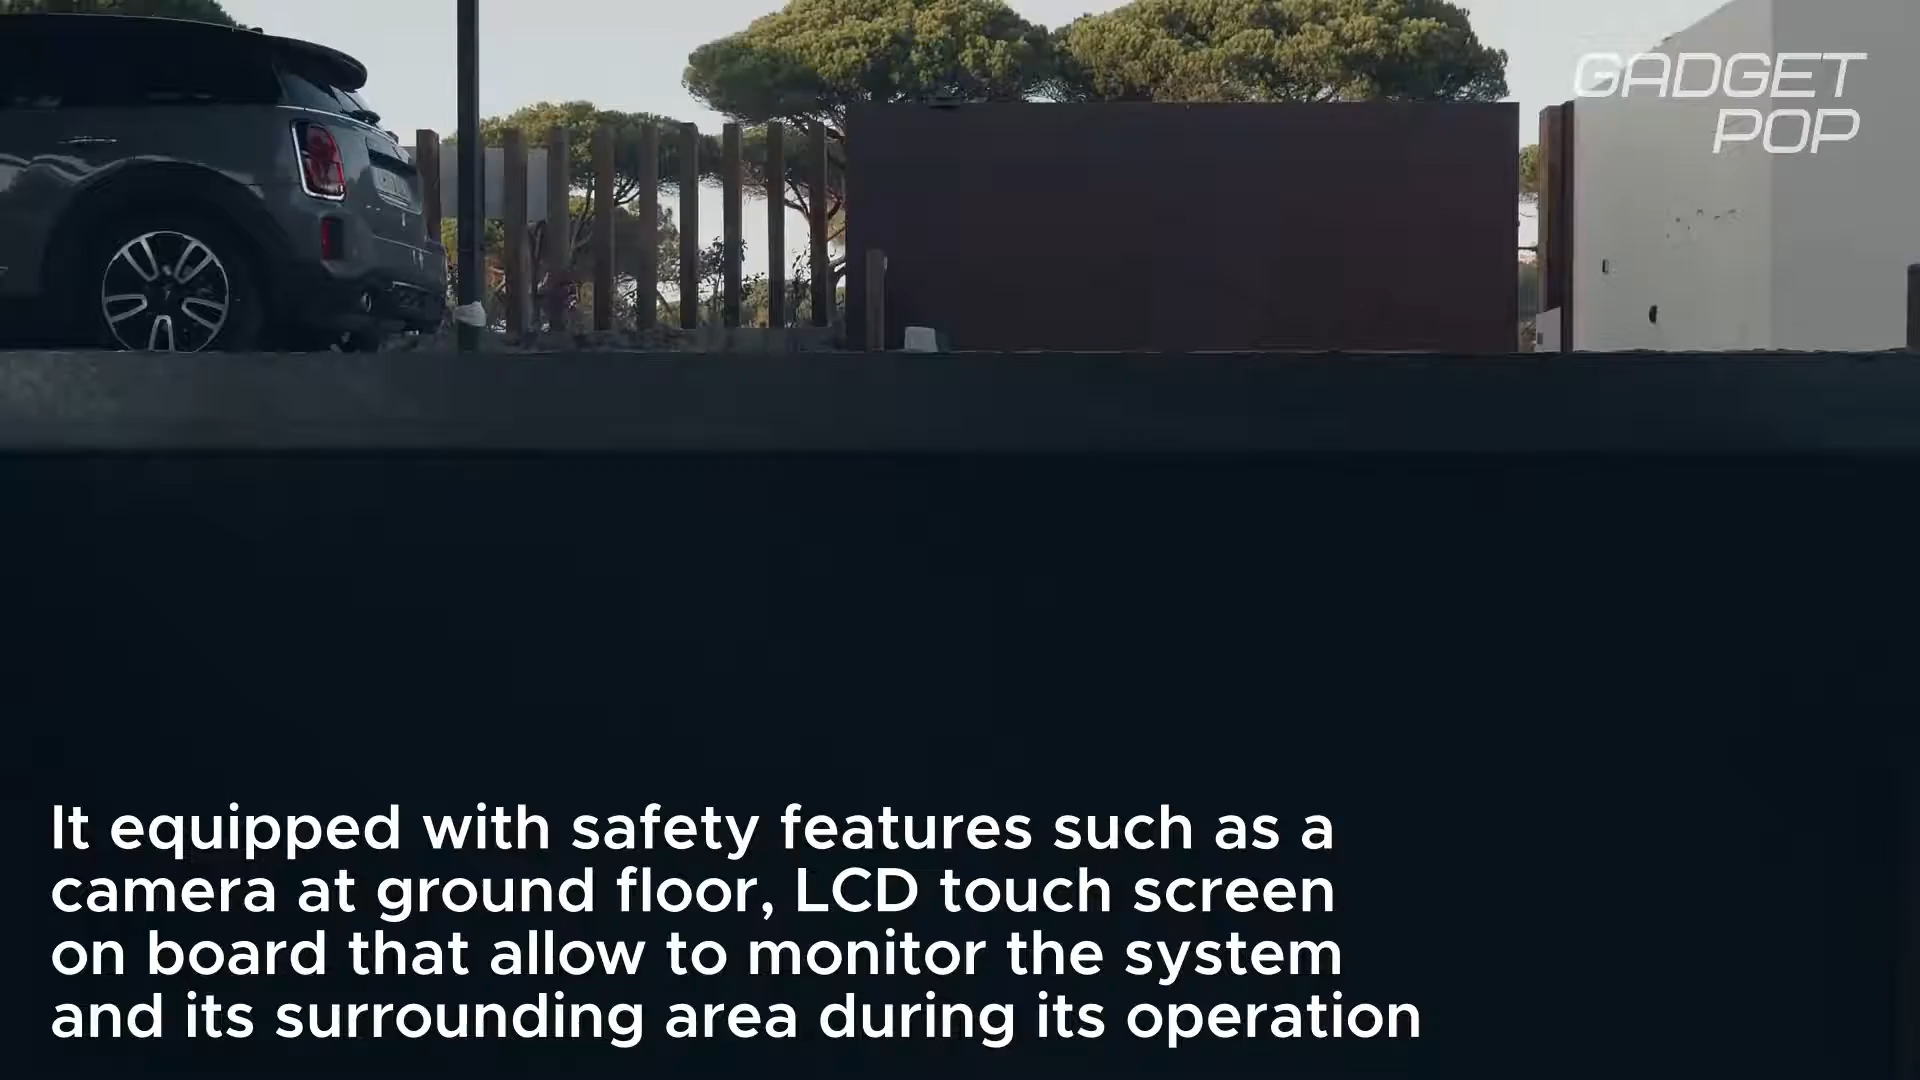 GADGET
POP
It equipped with safety features such as a
camera at ground floor, LCD touch screen
on board that allow to monitor the system
and its surrounding area during its operation